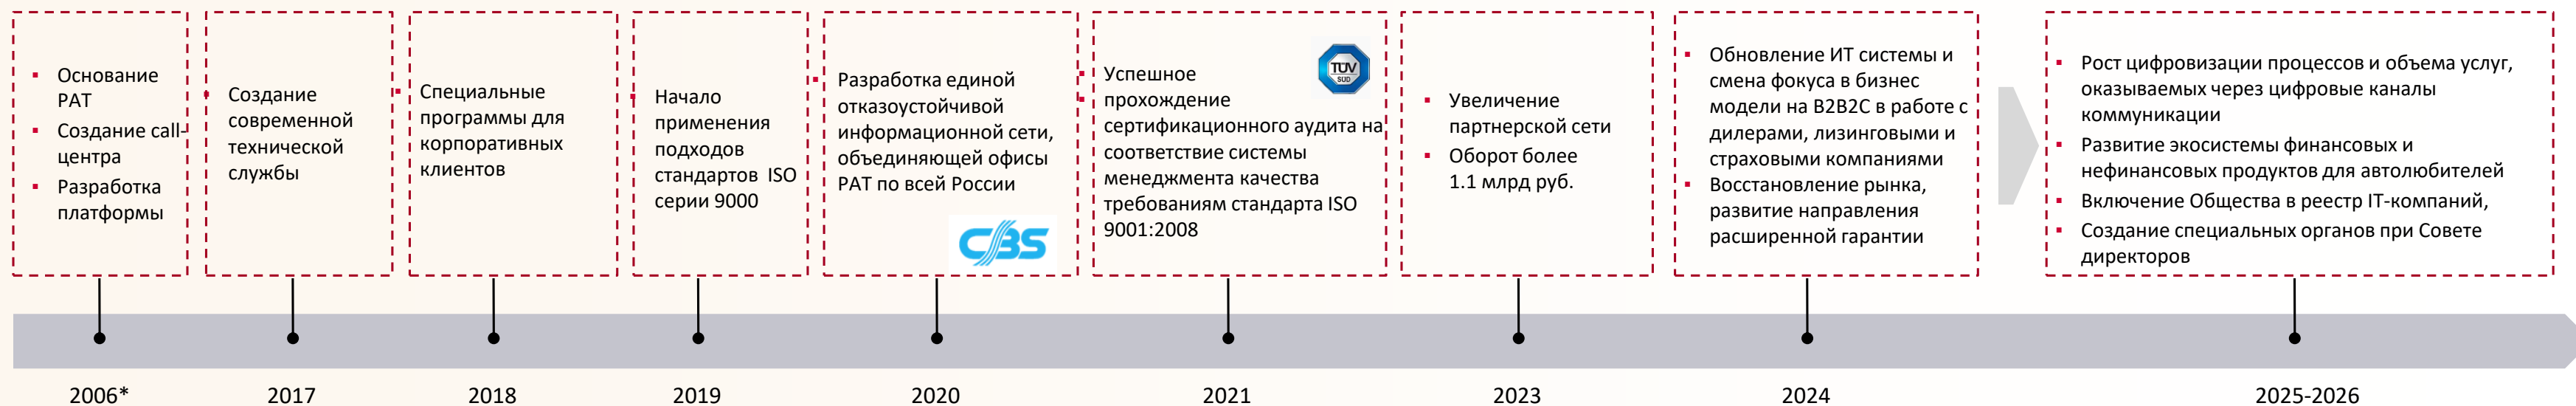 Основание
РАТ
Создание call-
центра
Разработка
платформы
Создание
современной
технической
службы
Специальные
программы для
корпоративных
клиентов
Начало
применения
подходов
стандартов ISO
серии 9000
Разработка единой
отказоустойчивой
информационной сети,
объединяющей офисы
РАТ по всей России
CBS
TÜV
SÜD
Успешное
прохождение
сертификационного аудита на
соответствие системы
менеджмента качества
требованиям стандарта ISO
9001:2008
Увеличение
партнерской сети
Оборот более
1.1 млрд руб.
Обновление ИТ системы и
смена фокуса в бизнес
модели на B2B2C в работе с
дилерами, лизинговыми и
страховыми компаниями
Восстановление рынка,
развитие направления
расширенной гарантии
Рост цифровизации процессов и объема услуг,
оказываемых через цифровые каналы
коммуникации
Развитие экосистемы финансовых и
нефинансовых продуктов для автолюбителей
Включение Общества в реестр IT-компаний,
Создание специальных органов при Совете
директоров
2006*
2017
2018
2019
2020
2021
2023
2024
2025-2026